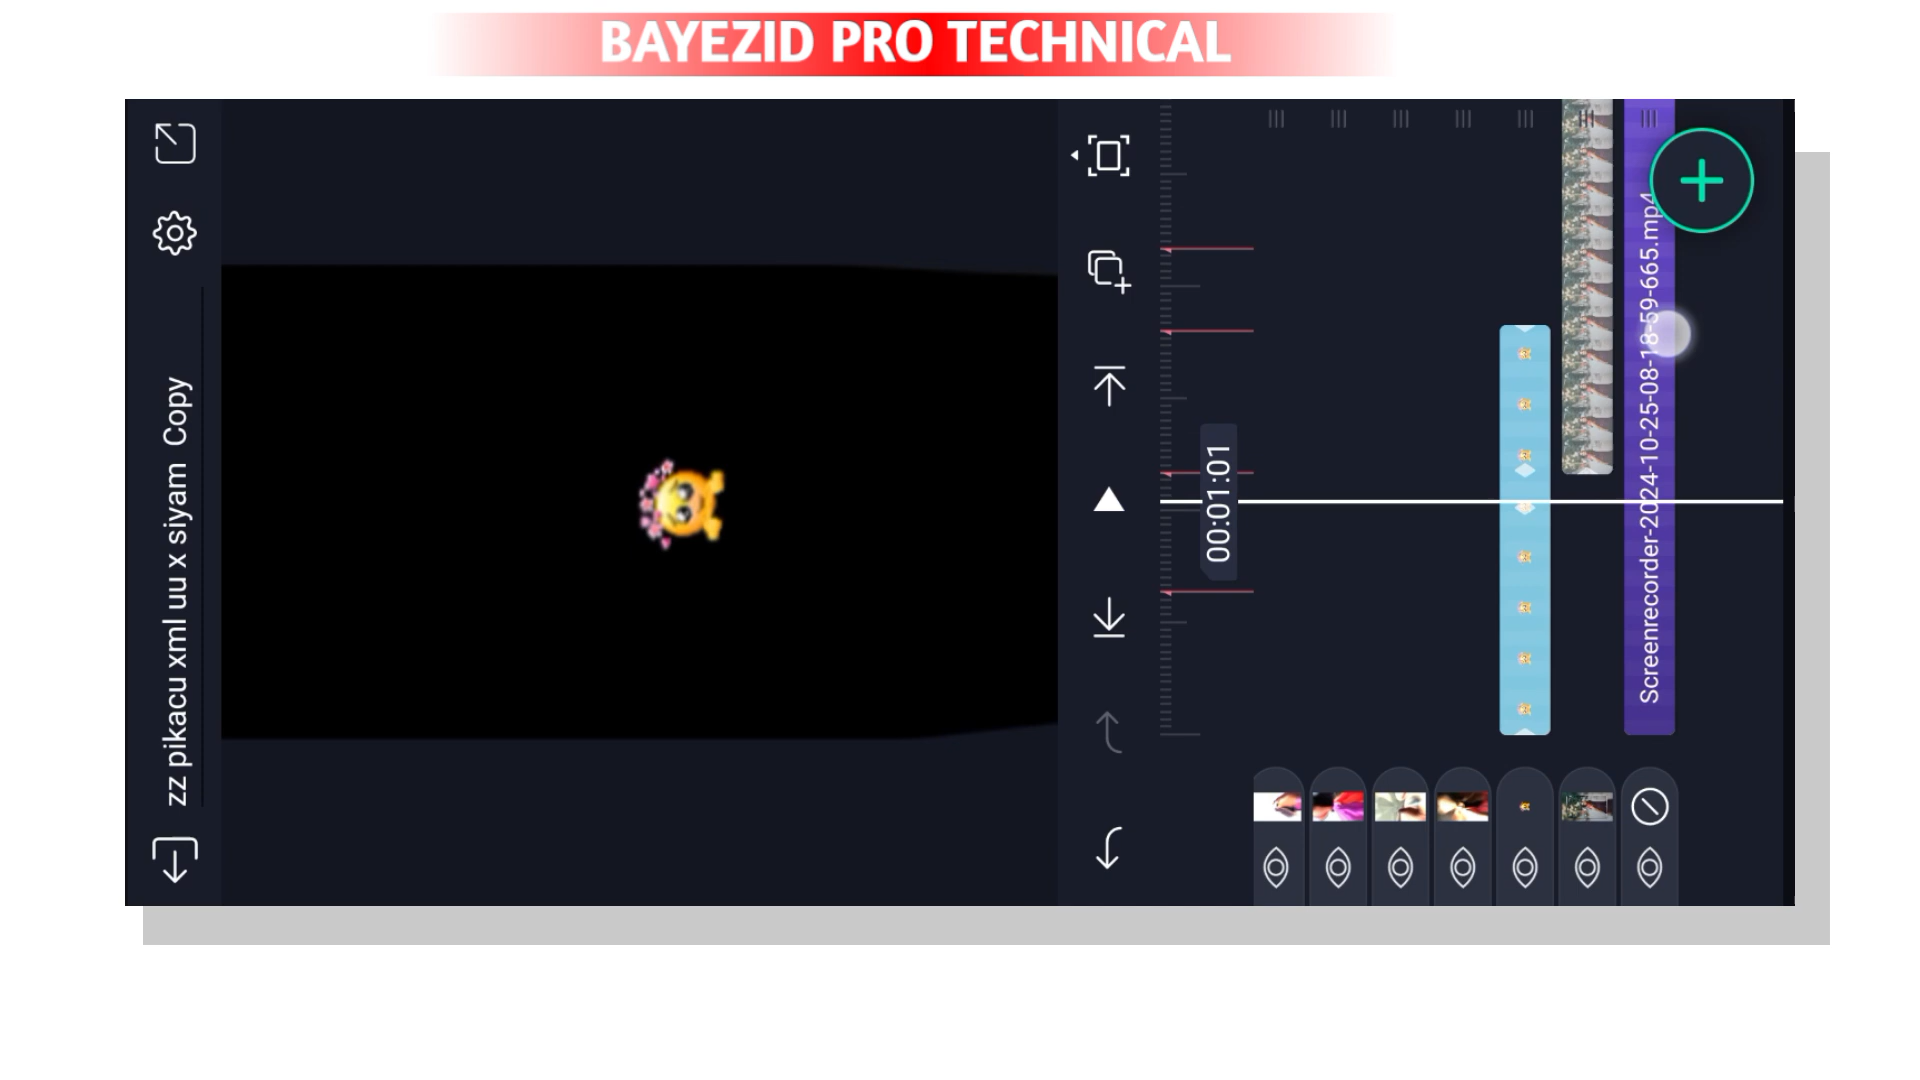 BAYEZID PRO TECHNICAL
zz pikacu xml uu x siyam Copy
00:01:01
Screenrecorder-2024-10-25-08-18-59-665.mp4